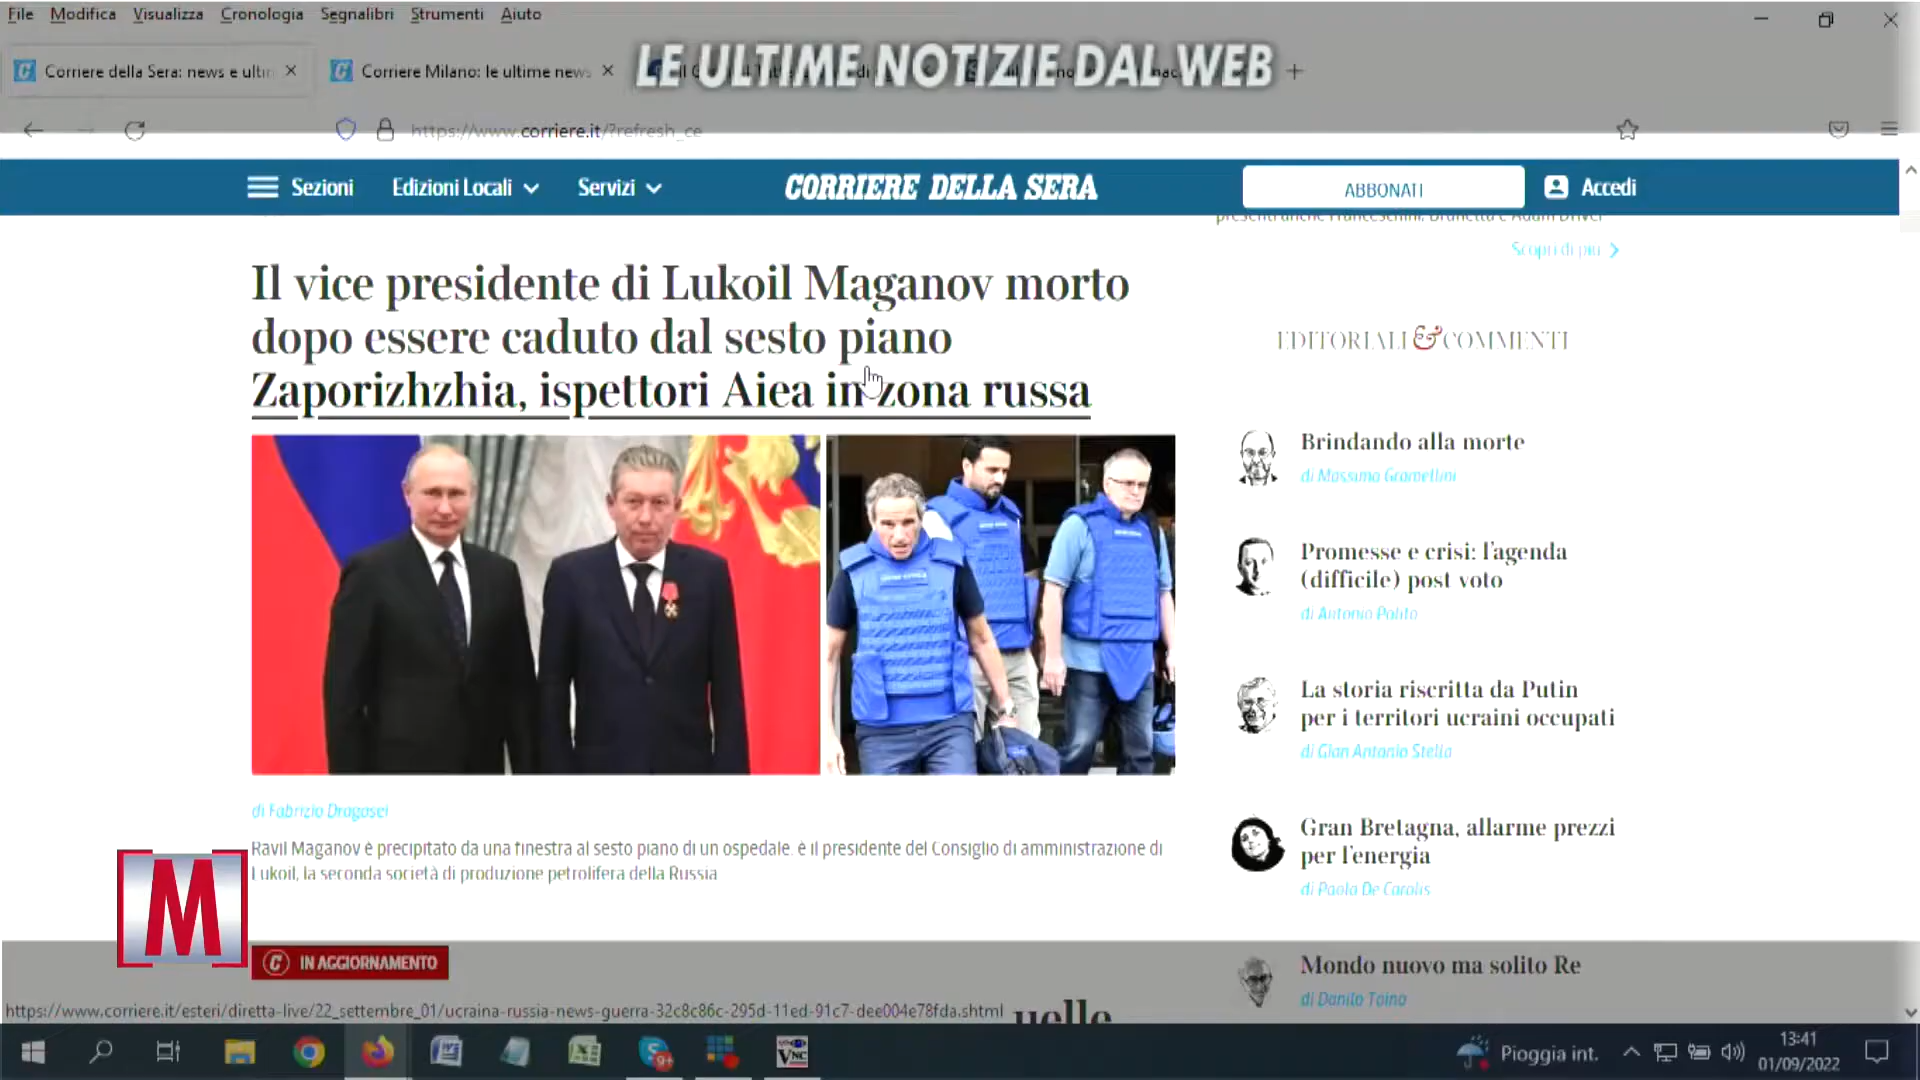 File Modifica Visualizza Cronologia Segnalibri Strumenti Aiuto
Corriere della Sera: news e ultin
Corriere Milano: le ultime news
LE ULTIME NOTIZIE DAL WEB
https://www.corriere.it/?refresh_ce
Sezioni
Edizioni Locali
Servizi
CORRIERE DELLA SERA
ABBONATI
Accedi
presenti anche Franceschini, Brunetta e Adam Driver
Scopri di più
Il vice presidente di Lukoil Maganov morto
dopo essere caduto dal sesto piano
Zaporizhzhia, ispettori Aiea in zona russa
di Fabrizio Dragosei
Ravil Maganov è precipitato da una finestra al sesto piano di un ospedale. è il presidente del Consiglio di amministrazione di
Lukoil, la seconda società di produzione petrolifera della Russia
M
C IN AGGIORNAMENTO
EDITORIALI & COMMENTI
Brindando alla morte
di Massimo Gramellini
Promesse e crisi: l'agenda
(difficile) post voto
di Antonio Polito
La storia riscritta da Putin
per i territori ucraini occupati
di Gian Antonio Stella
Gran Bretagna, allarme prezzi
per l'energia
di Paola De Carolis
Mondo nuovo ma solito Re
di Danilo Taino
https://www.corriere.it/esteri/diretta-live/22_settembre_01/ucraina-russia-news-guerra-32c8c86c-295d-11ed-91c7-dee004e78fda.shtml
Pioggia int.
13:41
01/09/2022